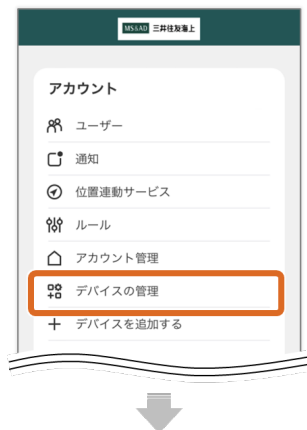 MS&AD 三井住友海上
アカウント
ユーザー
通知
位置連動サービス
ルール
アカウント管理
デバイスの管理
デバイスを追加する